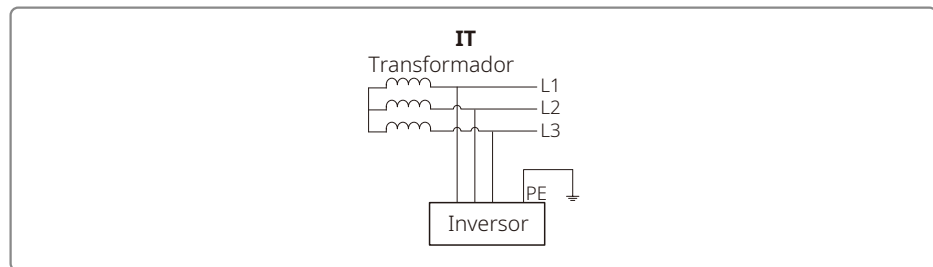 IT
Transformador
L1
L2
L3
PE
Inversor